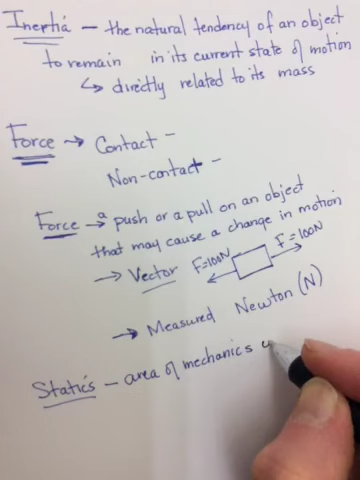 Inertia – the natural tendency of an object
to remain in its current state of motion
↳ directly related to its mass
Force → Contact –
Non-contact –
Force → a push or a pull on an object
that may cause a change in motion
→ Vector F=100N F=100N
→ Measured Newton (N)
Statics – area of mechanics